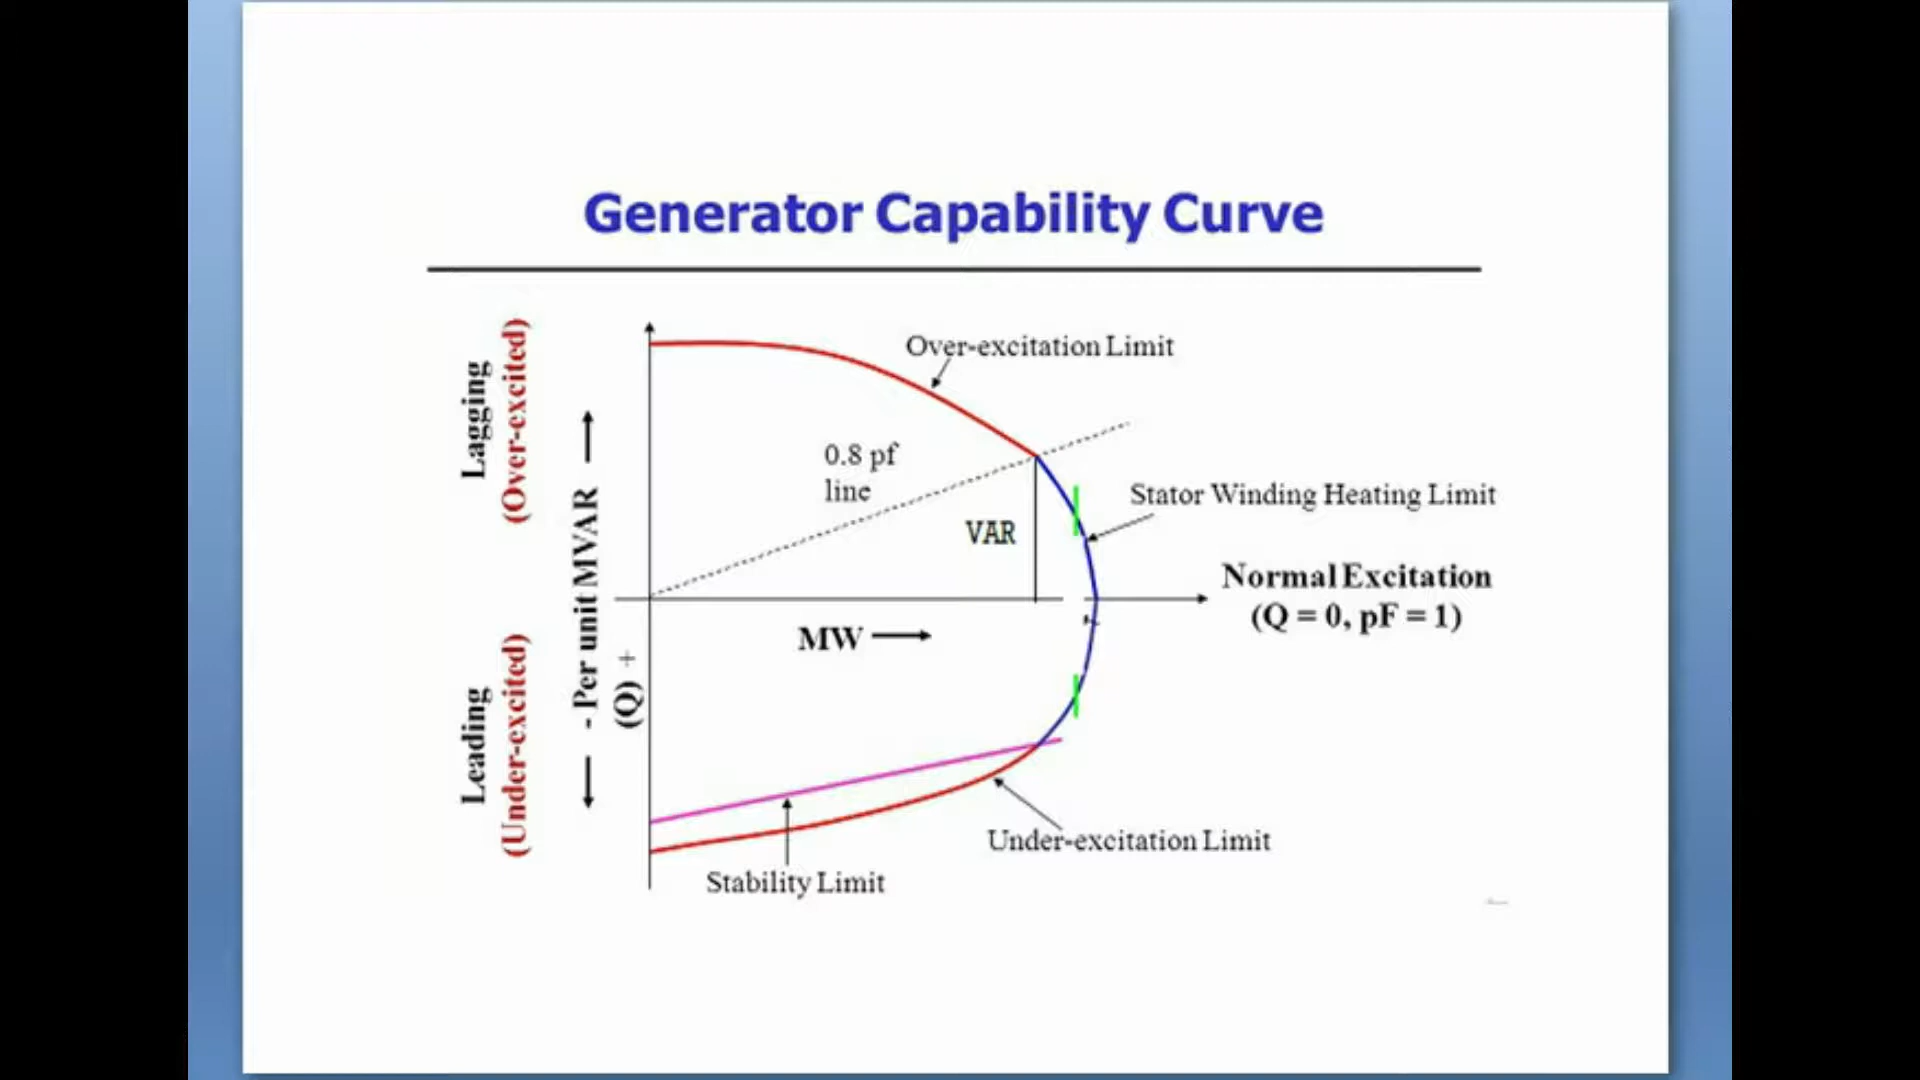 Generator Capability Curve
Lagging
(Over-excited)
Over-excitation Limit
0.8 pf
line
VAR
Stator Winding Heating Limit
Normal Excitation
(Q = 0, pF = 1)
MW
- Per unit MVAR
(Q) +
Leading
(Under-excited)
Under-excitation Limit
Stability Limit